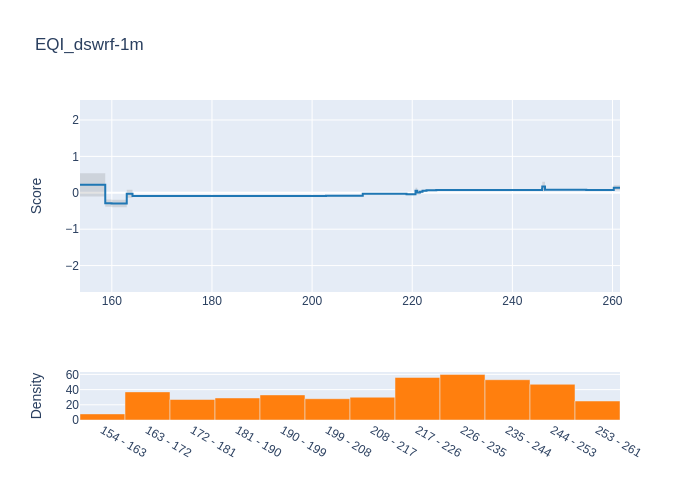 EQI_dswrf-1m
2
1
0
−1
−2
Score
160
180
200
220
240
260
60
40
20
0
Density
154 - 163
163 - 172
172 - 181
181 - 190
190 - 199
199 - 208
208 - 217
217 - 226
226 - 235
235 - 244
244 - 253
253 - 261